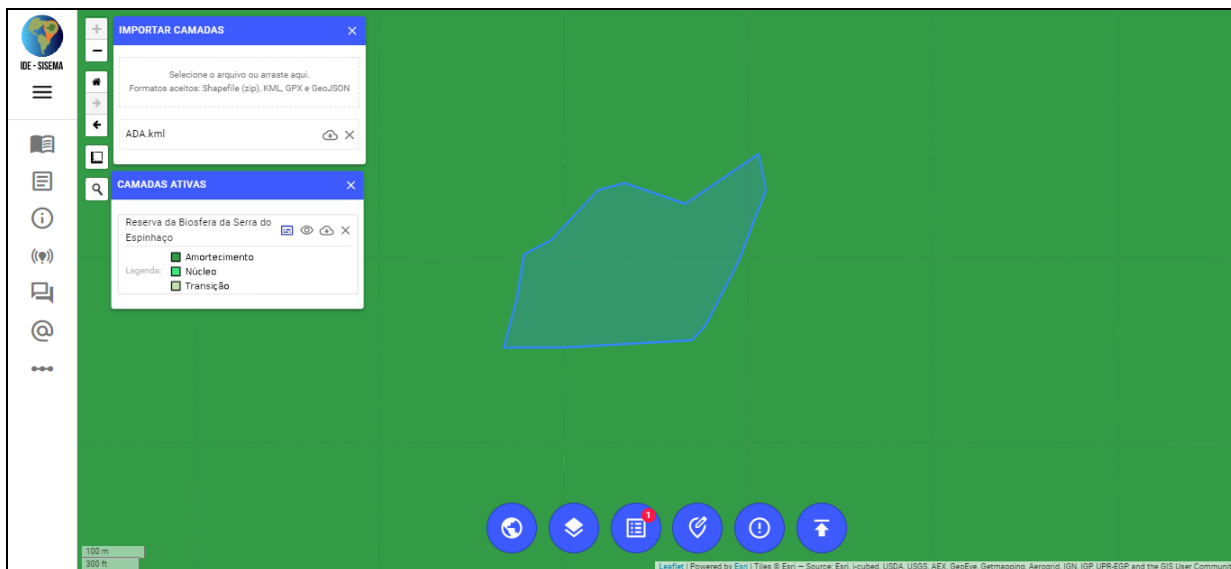 IDE - SISEMA
IMPORTAR CAMADAS
Selecione o arquivo ou arraste aqui.
Formatos aceitos: Shapefile (zip), KML, GPX e GeoJSON
ADA.kml
CAMADAS ATIVAS
Reserva da Biosfera da Serra do
Espinhaço
Legenda:
Amortecimento
Núcleo
Transição
1
100 m
300 ft
Leaflet | Powered by Esri | Tiles © Esri — Source: Esri, i-cubed, USDA, USGS, AEX, GeoEye, Getmapping, Aerogrid, IGN, IGP, UPR-EGP, and the GIS User Commun